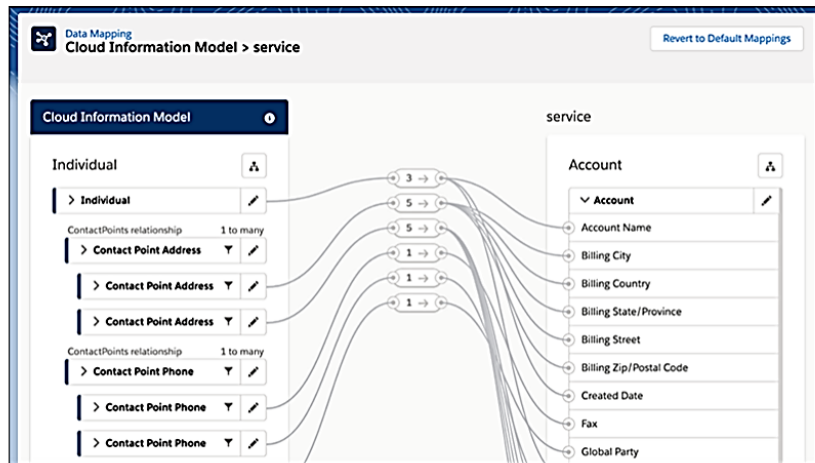 Data Mapping
Cloud Information Model > service
Revert to Default Mappings
Cloud Information Model
service
Individual
Account
Individual
Account
ContactPoints relationship 1 to many
Contact Point Address
Contact Point Address
Contact Point Address
ContactPoints relationship 1 to many
Contact Point Phone
Contact Point Phone
Contact Point Phone
3 →
5 →
5 →
1 →
1 →
1 →
Account Name
Billing City
Billing Country
Billing State/Province
Billing Street
Billing Zip/Postal Code
Created Date
Fax
Global Party